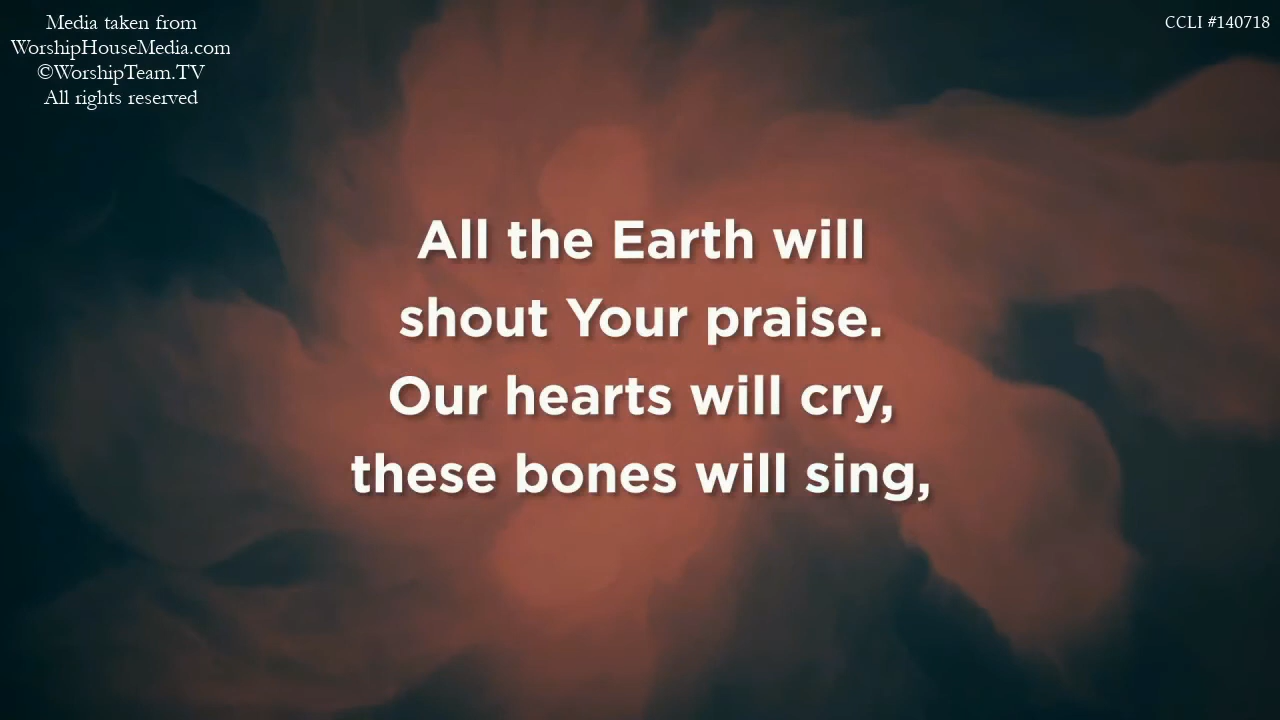 Media taken from
WorshipHouseMedia.com
©WorshipTeam.TV
All rights reserved
CCLI #140718
All the Earth will
shout Your praise.
Our hearts will cry,
these bones will sing,